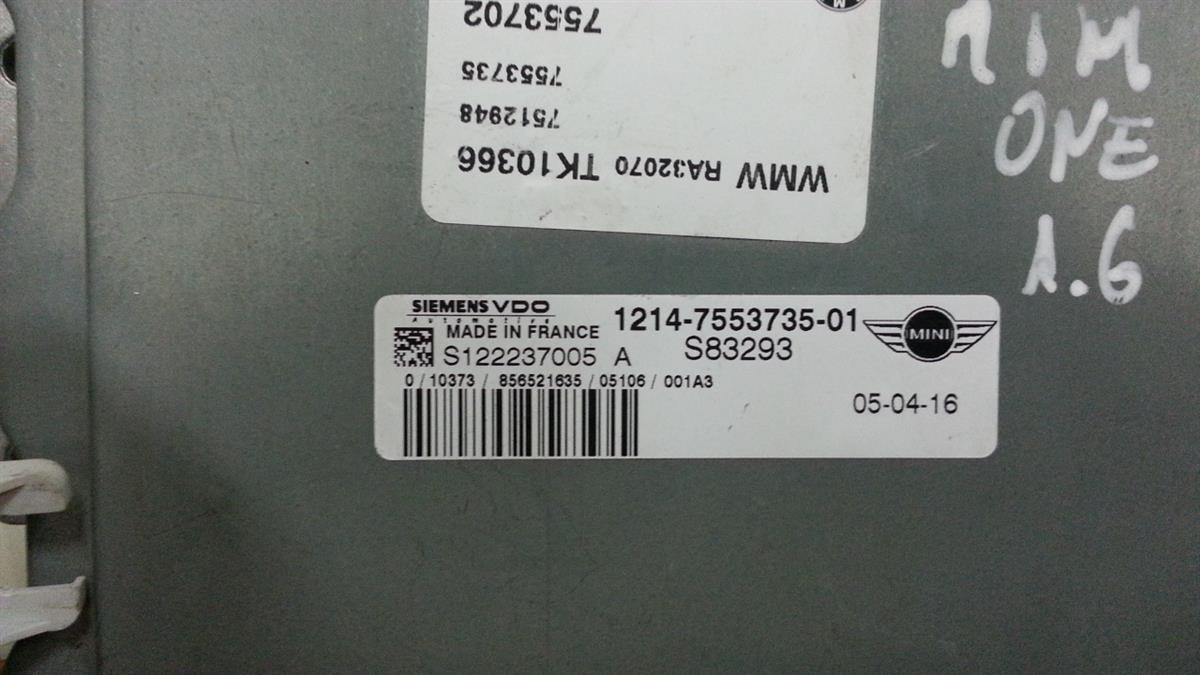 WMW RA32070 TK10366
7512948
7553735
7553702
ONE
1.6
SIEMENS VDO
Automotive
MADE IN FRANCE
1214-7553735-01
MINI
S122237005 A
S83293
0 / 10373 / 856521635 / 05106 / 001A3
05-04-16